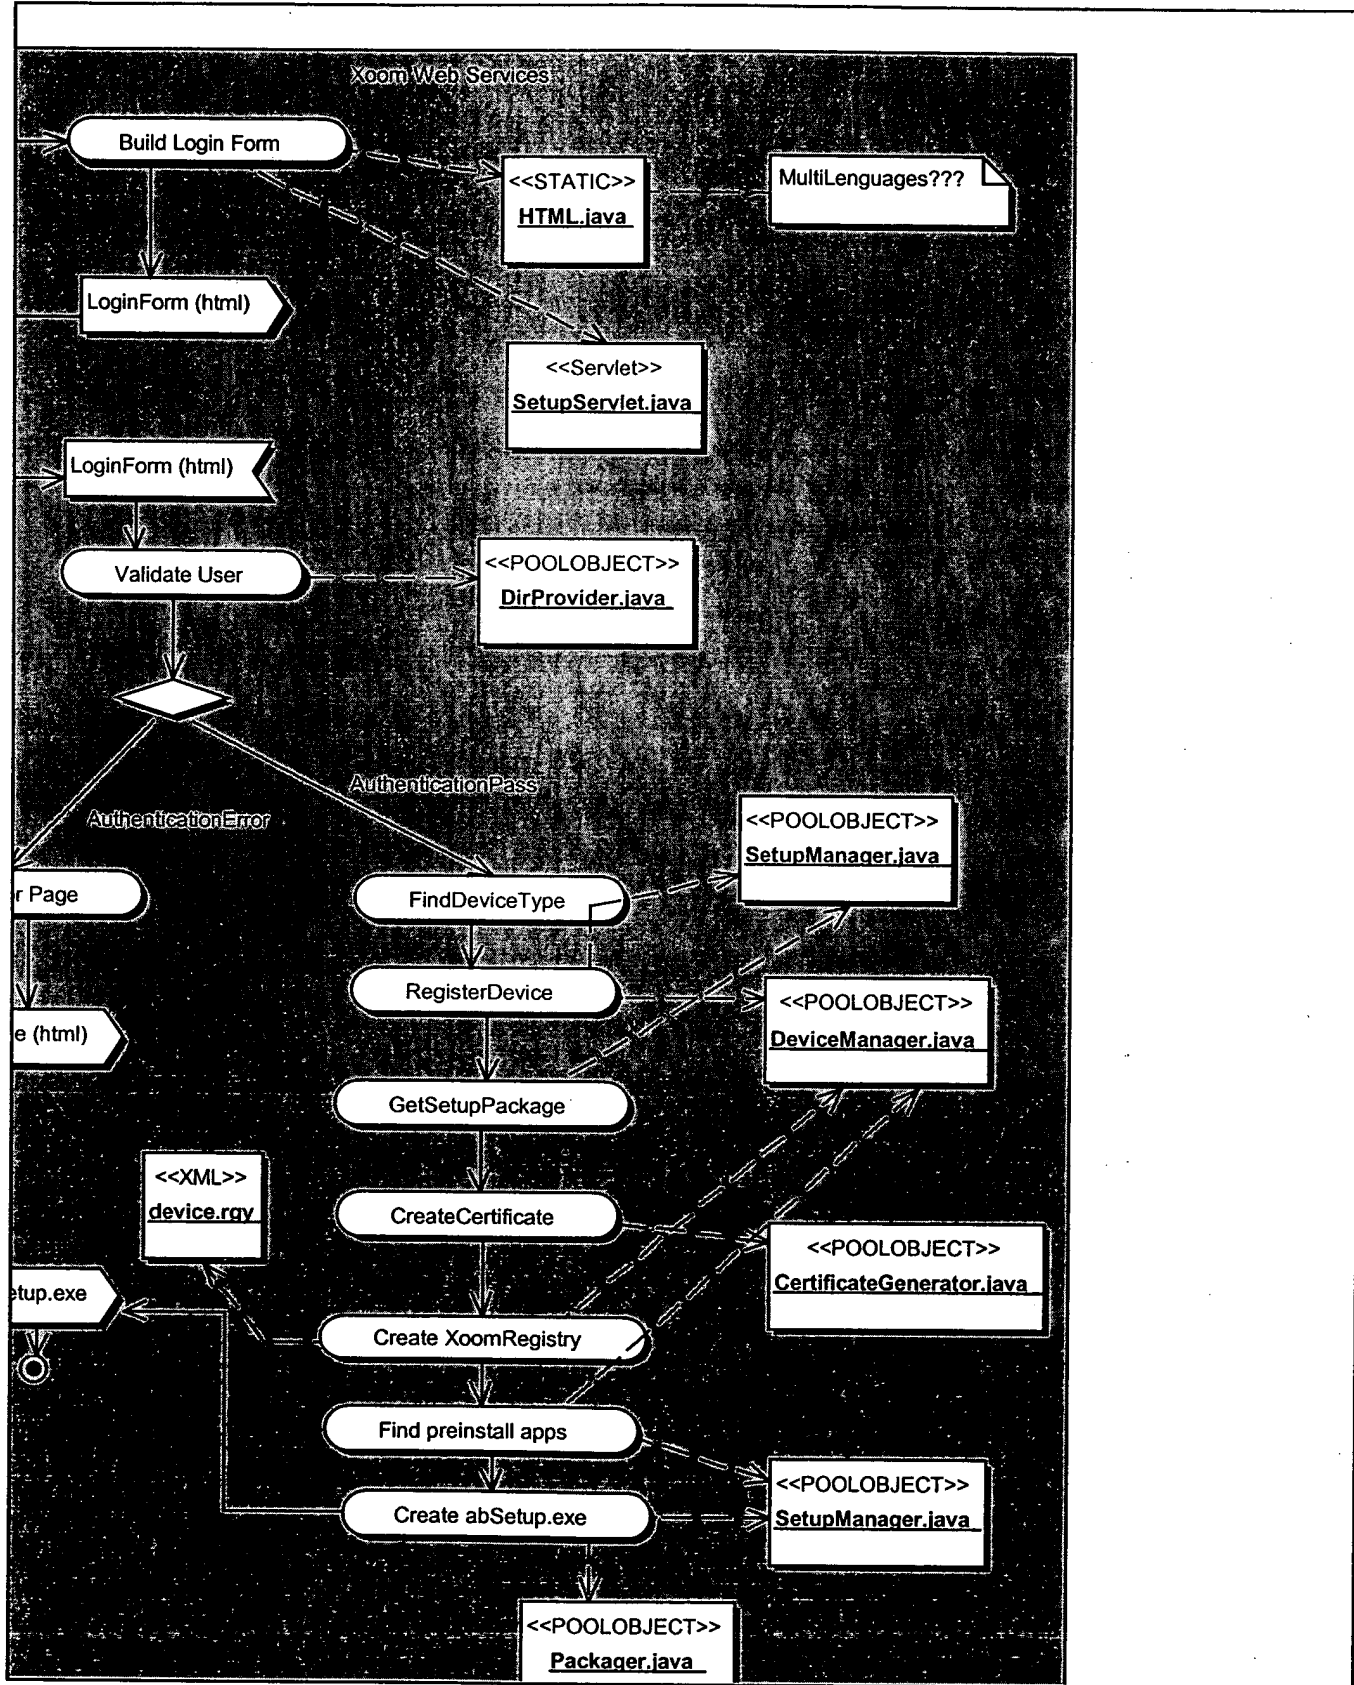 Xoom Web Services
Build Login Form
<<STATIC>>
HTML.java
MultiLenguages???
LoginForm (html)
<<Servlet>>
SetupServlet.java
LoginForm (html)
Validate User
<<POOLOBJECT>>
DirProvider.java
AuthenticationPass
AuthenticationError
<<POOLOBJECT>>
SetupManager.java
r Page
FindDeviceType
RegisterDevice
<<POOLOBJECT>>
DeviceManager.java
e (html)
GetSetupPackage
<<XML>>
device.rgy
CreateCertificate
<<POOLOBJECT>>
CertificateGenerator.java
etup.exe
Create XoomRegistry
Find preinstall apps
<<POOLOBJECT>>
SetupManager.java
Create abSetup.exe
<<POOLOBJECT>>
Packager.java